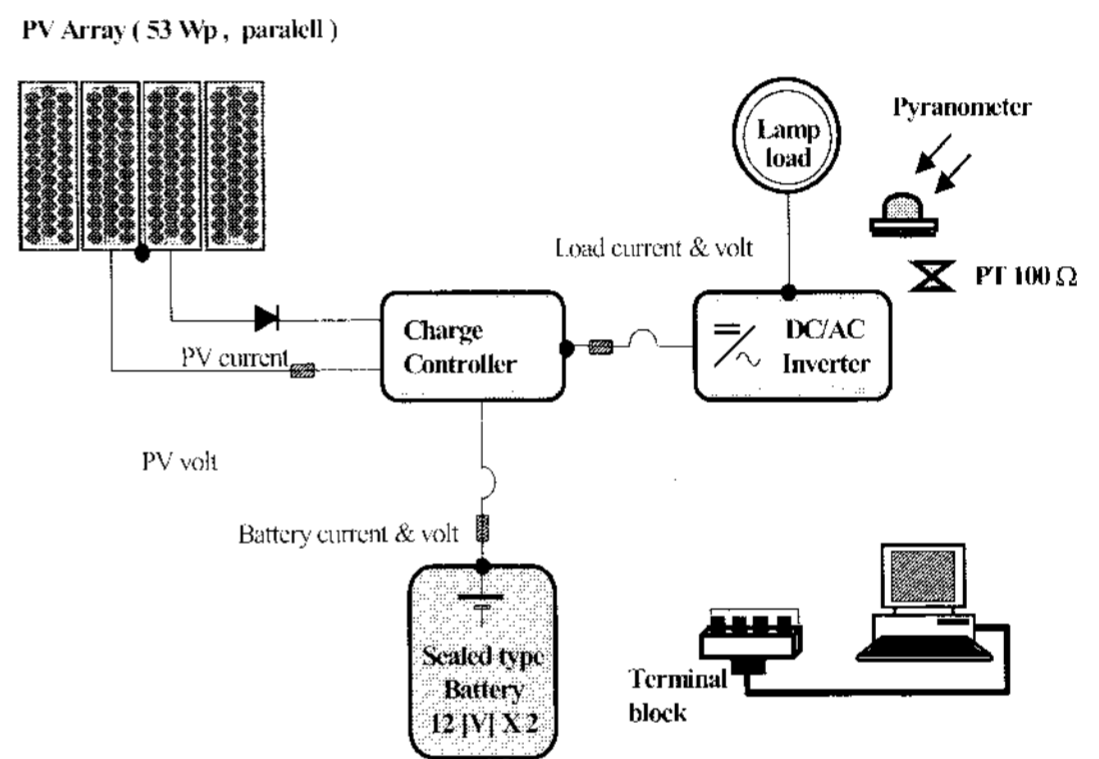 PV Array ( 53 Wp , paralell )
Lamp
load
Pyranometer
Load current & volt
PT 100 Ω
Charge
Controller
DC/AC
Inverter
PV current
PV volt
Battery current & volt
Sealed type
Battery
12 [V] X 2
Terminal
block